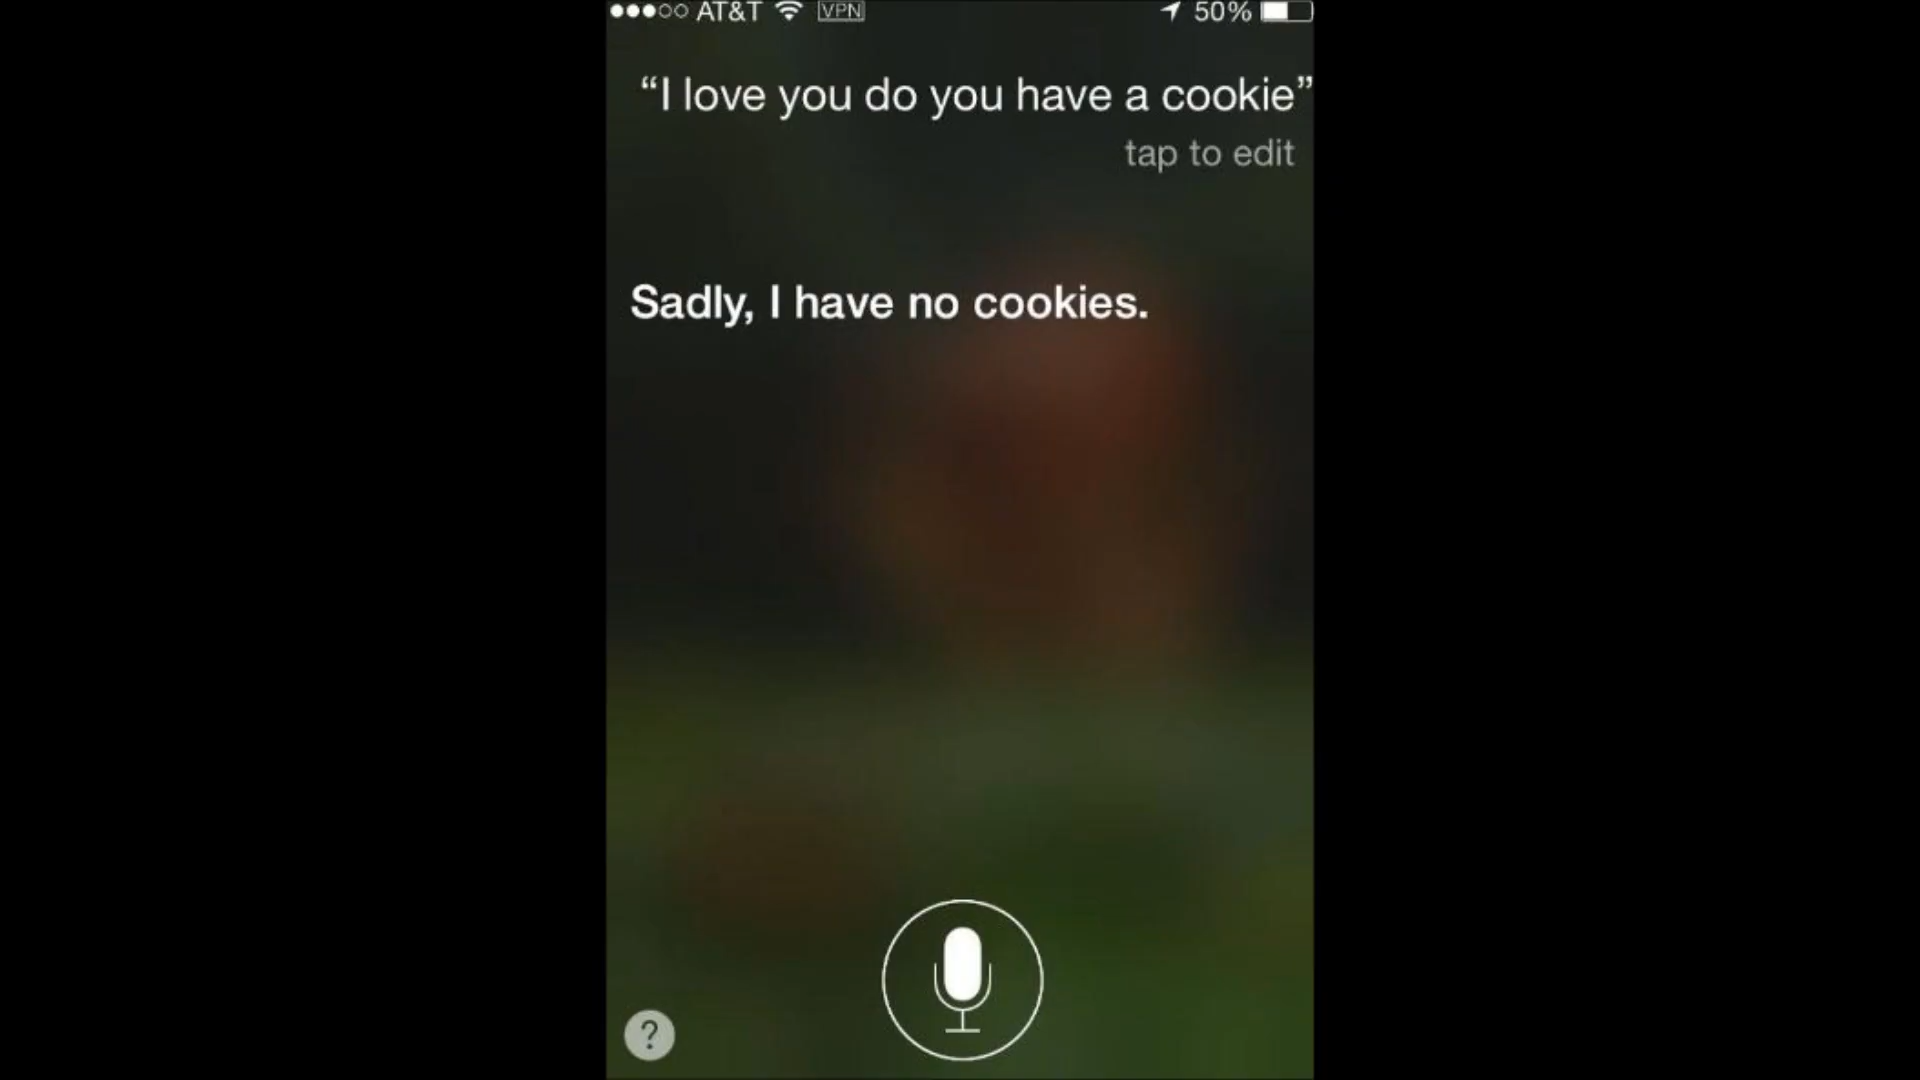 AT&T VPN 50%
“I love you do you have a cookie”
tap to edit
Sadly, I have no cookies.
?